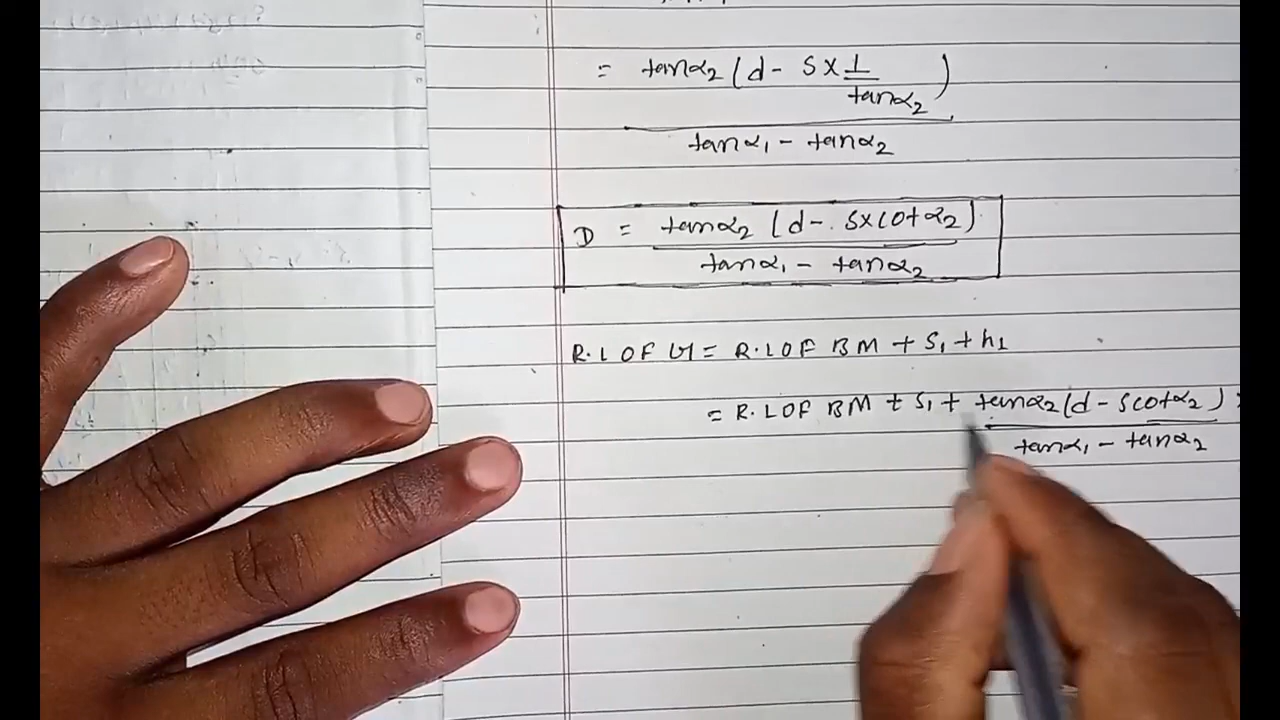 = tanα2 (d - S × 1
tanα2 )
tanα1 - tanα2
D = tanα2 (d - S×cotα2)
tanα1 - tanα2
R.L OF = R.L OF BM + S1 + h1
= R.L OF BM + S1 + tanα2 (d - Scotα2)
tanα1 - tanα2